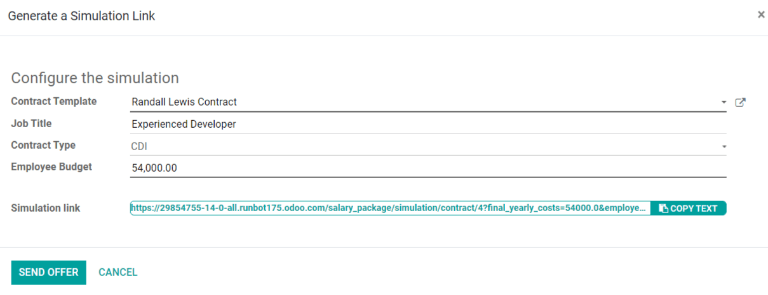 Generate a Simulation Link ×
Configure the simulation
Contract Template Randall Lewis Contract
Job Title Experienced Developer
Contract Type CDI
Employee Budget 54,000.00
Simulation link https://29854755-14-0-all.runbot175.odoo.com/salary_package/simulation/contract/4?final_yearly_costs=54000.0&employe... COPY TEXT
SEND OFFER CANCEL